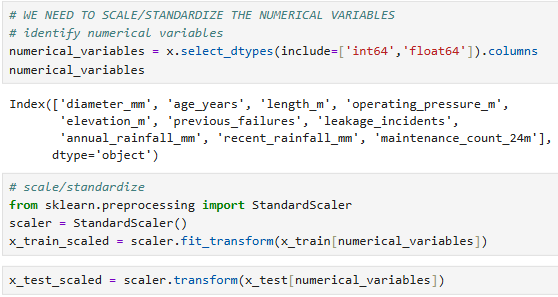 # WE NEED TO SCALE/STANDARDIZE THE NUMERICAL VARIABLES
# identify numerical variables
numerical_variables = x.select_dtypes(include=['int64','float64']).columns
numerical_variables
Index(['diameter_mm', 'age_years', 'length_m', 'operating_pressure_m',
       'elevation_m', 'previous_failures', 'leakage_incidents',
       'annual_rainfall_mm', 'recent_rainfall_mm', 'maintenance_count_24m'],
      dtype='object')
# scale/standardize
from sklearn.preprocessing import StandardScaler
scaler = StandardScaler()
x_train_scaled = scaler.fit_transform(x_train[numerical_variables])
x_test_scaled = scaler.transform(x_test[numerical_variables])